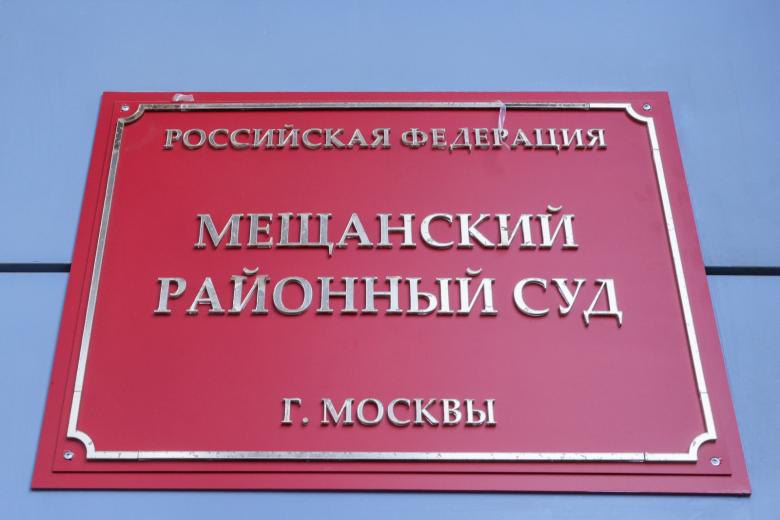 РОССИЙСКАЯ ФЕДЕРАЦИЯ
МЕЩАНСКИЙ
РАЙОННЫЙ СУД
Г. МОСКВЫ